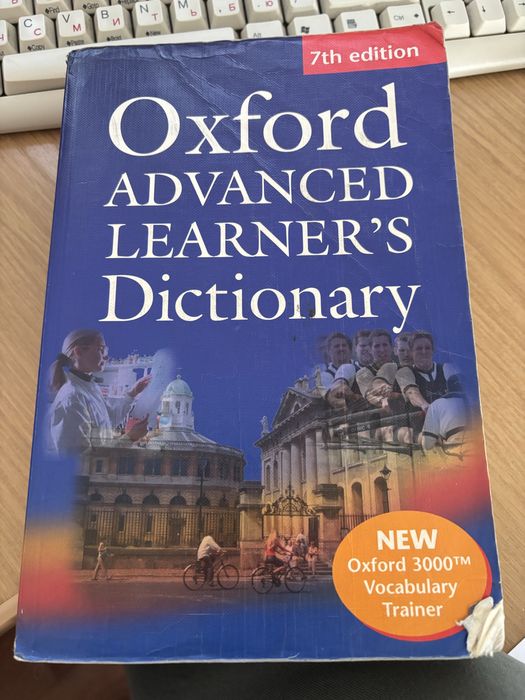 7th edition
Oxford
ADVANCED
LEARNER'S
Dictionary
NEW
Oxford 3000™
Vocabulary
Trainer